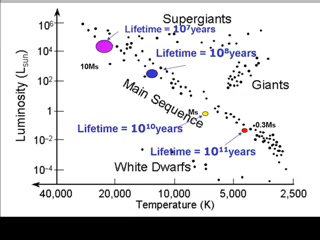 Supergiants
Lifetime = 10⁷years
10⁶
10⁴
10²
1
10⁻²
10⁻⁴
Luminosity (Lsun)
10Ms
Lifetime = 10⁸years
Giants
Main Sequence
Ms
Lifetime = 10¹⁰years
0.3Ms
Lifetime = 10¹¹years
White Dwarfs
40,000 20,000 10,000 5,000 2,500
Temperature (K)